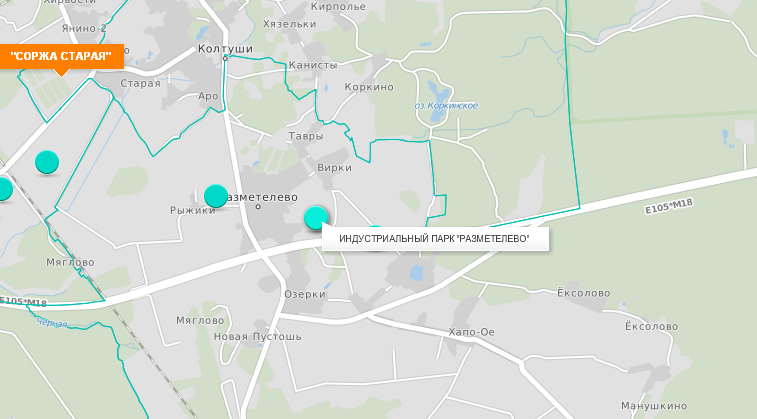 Хирвости
Кирполье
Янино-2
Хязельки
Колтуши
"СОРЖА СТАРАЯ"
Старая
Канисты
Аро
Коркино
оз. Коркинское
Тавры
Вирки
Разметелево
Рыжики
E105*M18
ИНДУСТРИАЛЬНЫЙ ПАРК "РАЗМЕТЕЛЕВО"
Мяглово
E105*M18
Озерки
Ёксолово
Чёрная
Мяглово
Новая Пустошь
Хапо-Ое
Ёксолово
Манушкино